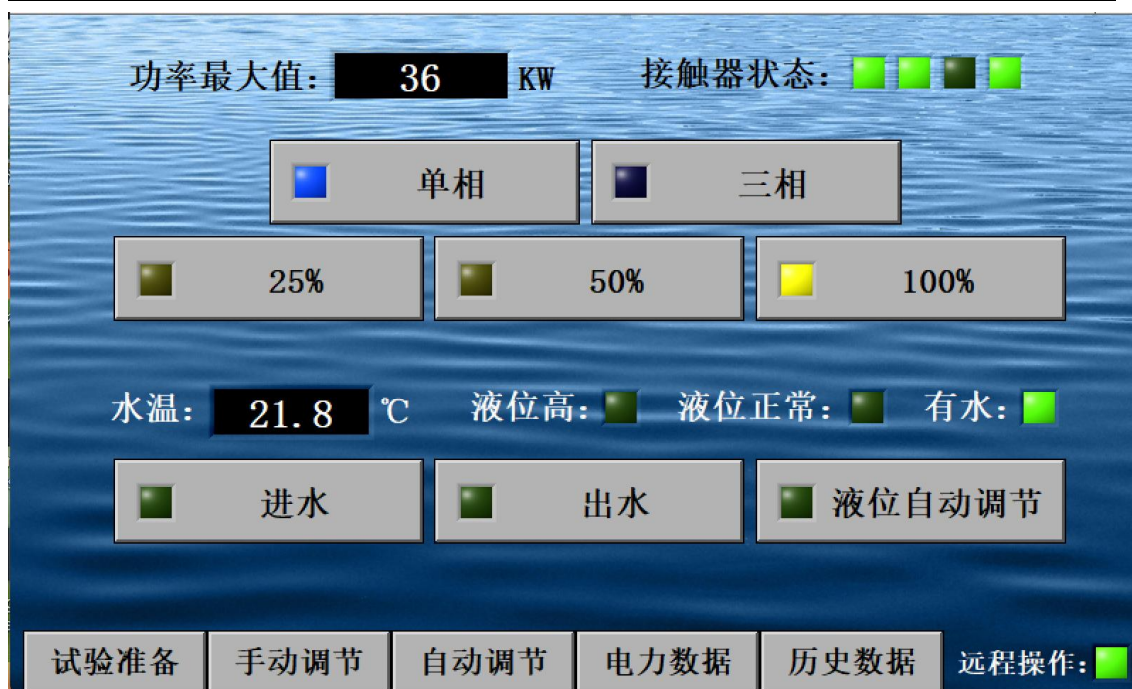 功率最大值： 36 KW 接触器状态：
单相 三相
25% 50% 100%
水温： 21.8 ℃ 液位高： 液位正常： 有水：
进水 出水 液位自动调节
试验准备 手动调节 自动调节 电力数据 历史数据 远程操作：